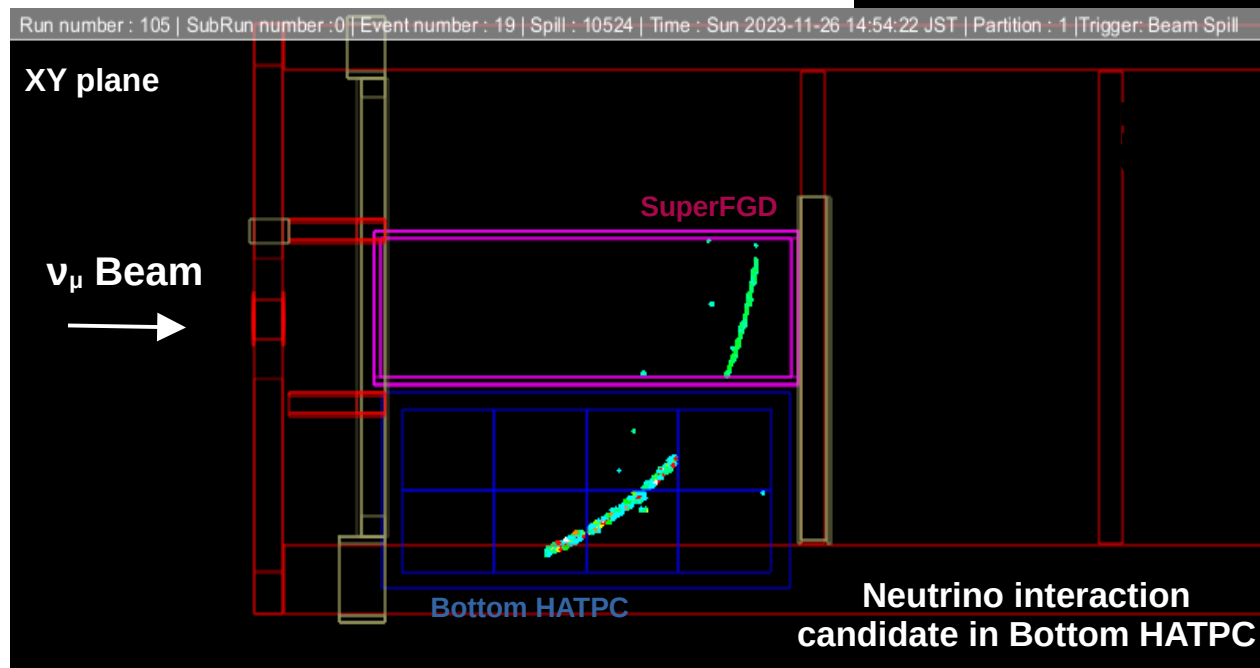 Run number : 105 | SubRun number :0| Event number : 19 | Spill : 10524 | Time : Sun 2023-11-26 14:54:22 JST | Partition : 1 |Trigger: Beam Spill
XY plane
SuperFGD
νμ Beam
Bottom HATPC
Neutrino interaction
candidate in Bottom HATPC